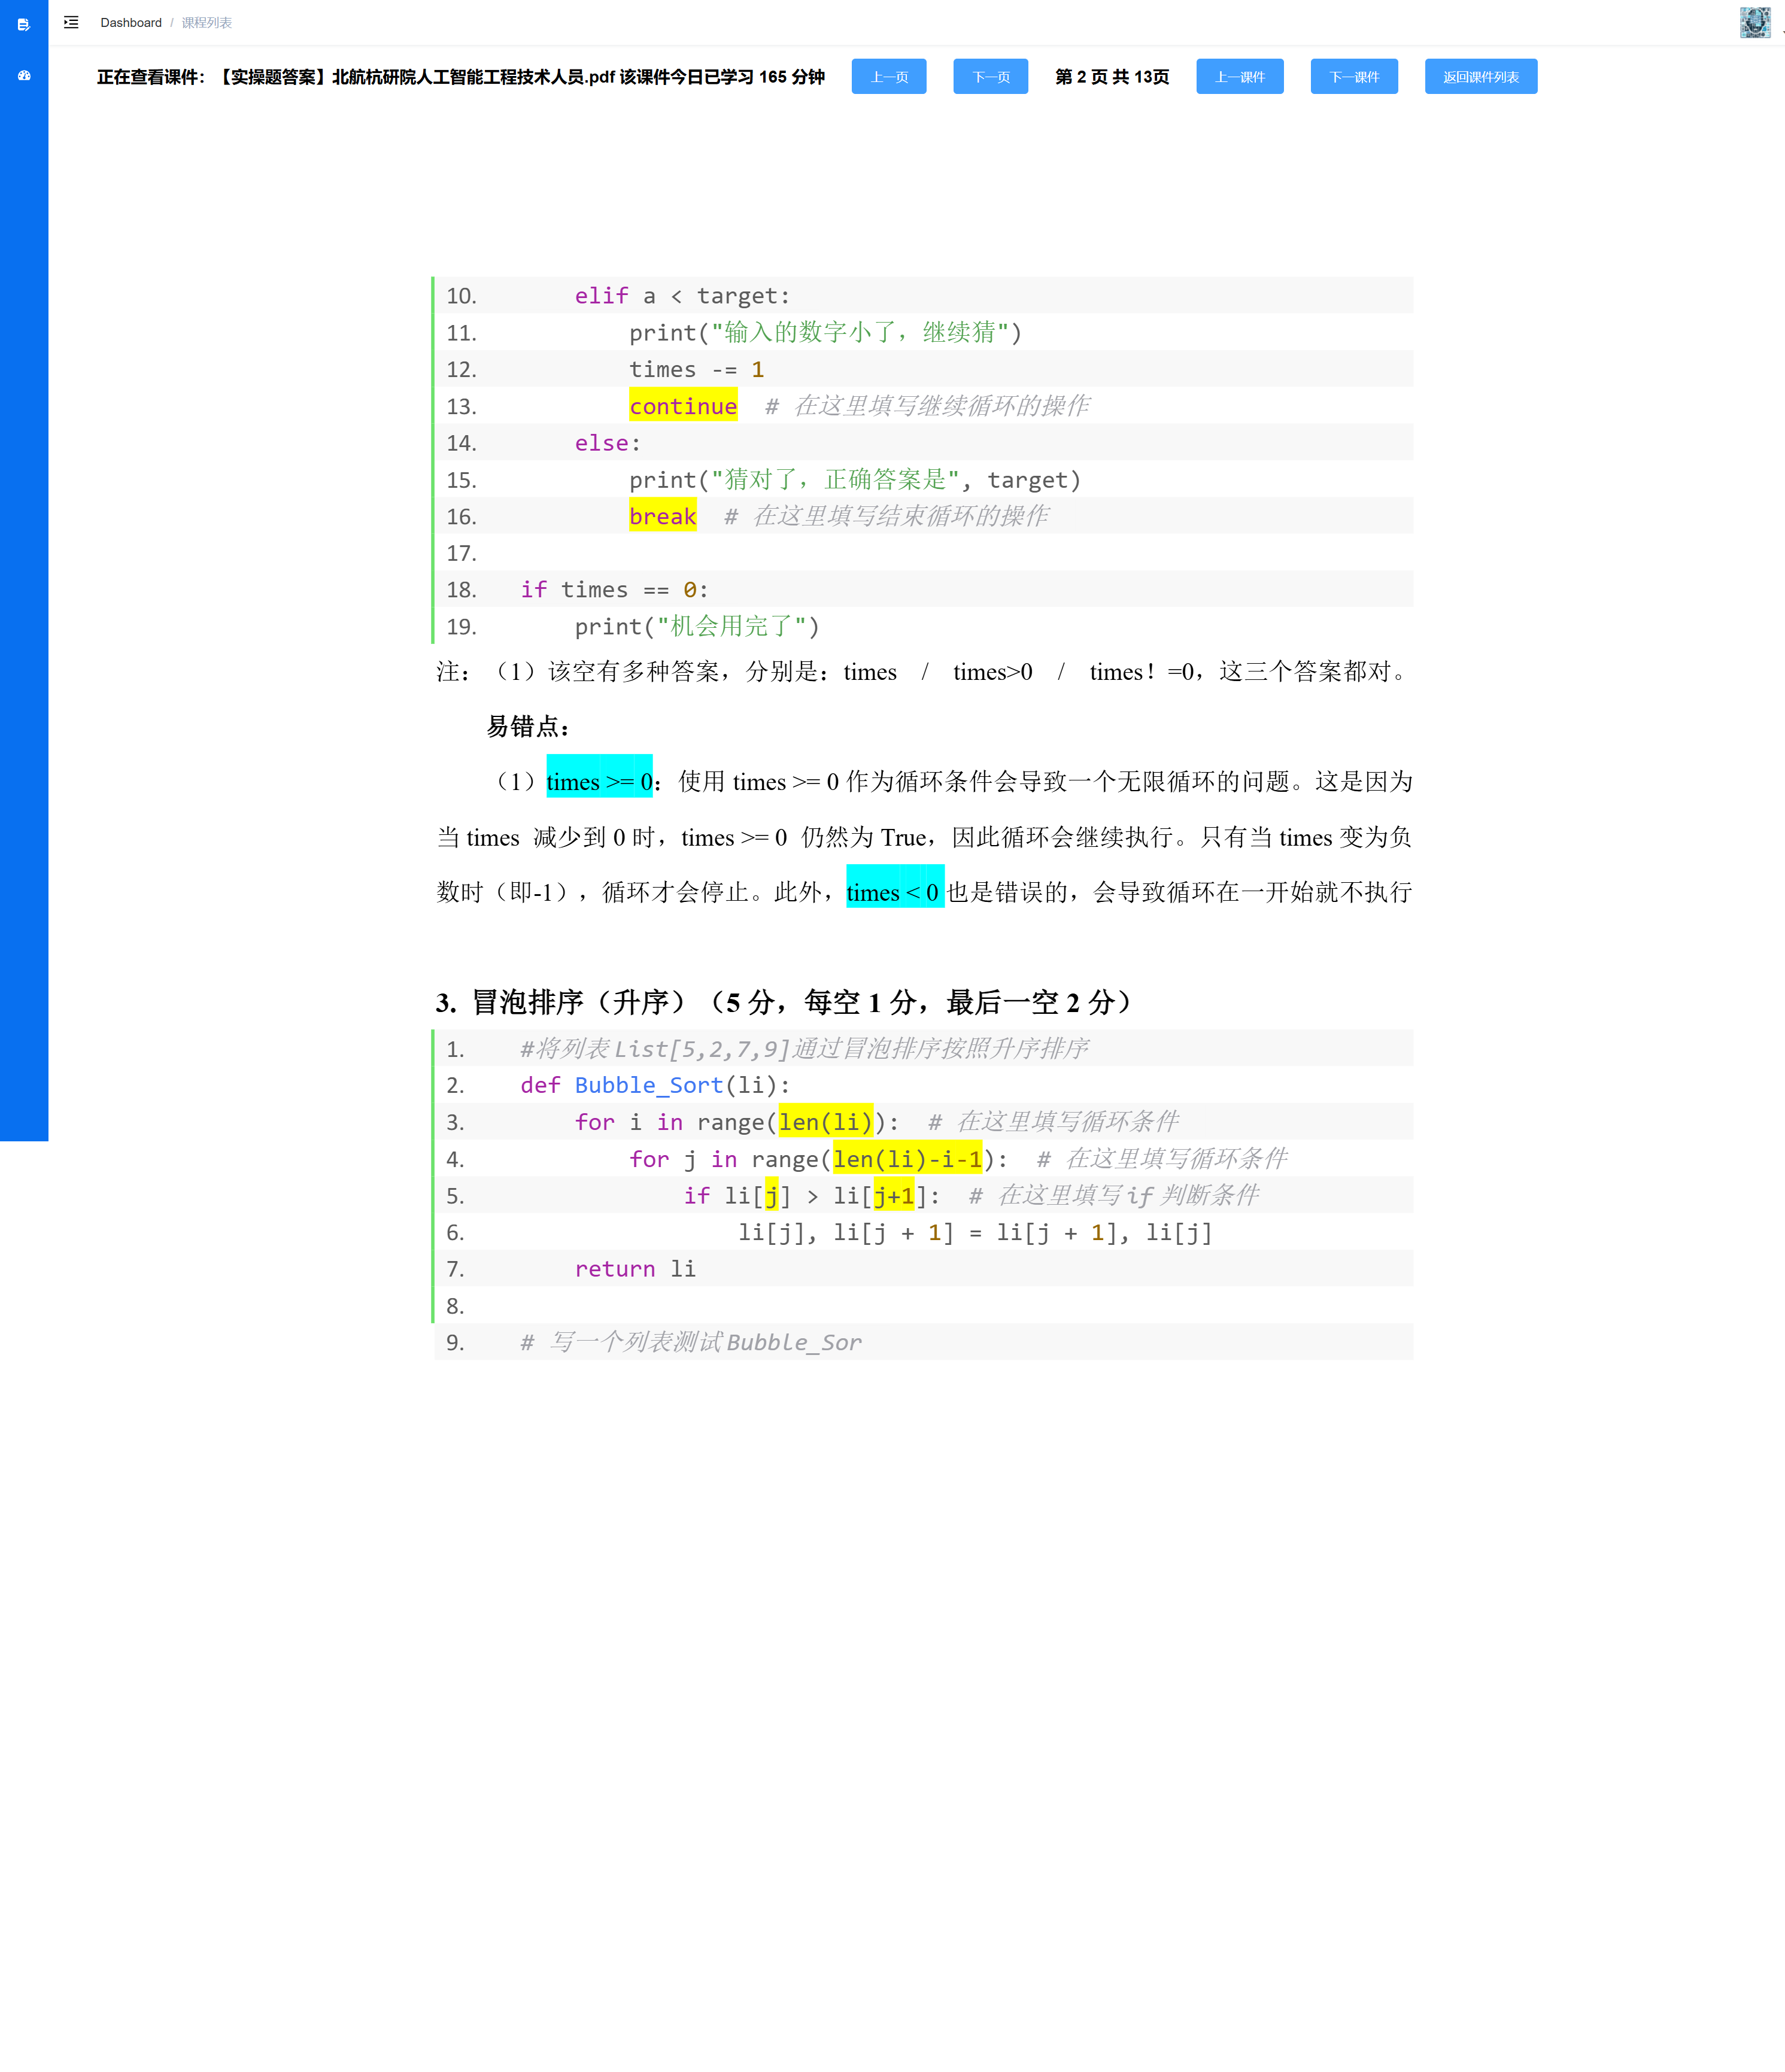 Dashboard / 课程列表
正在查看课件：【实操题答案】北航杭研院人工智能工程技术人员.pdf 该课件今日已学习 165 分钟 上一页 下一页 第 2 页 共 13页 上一课件 下一课件 返回课件列表
10. elif a < target:
11. print("输入的数字小了，继续猜")
12. times -= 1
13. continue # 在这里填写继续循环的操作
14. else:
15. print("猜对了，正确答案是", target)
16. break # 在这里填写结束循环的操作
17.
18. if times == 0:
19. print("机会用完了")
注：（1）该空有多种答案，分别是：times / times>0 / times！=0，这三个答案都对。
易错点：
（1）times >= 0：使用 times >= 0 作为循环条件会导致一个无限循环的问题。这是因为
当 times 减少到 0 时，times >= 0 仍然为 True，因此循环会继续执行。只有当 times 变为负
数时（即-1），循环才会停止。此外，times < 0 也是错误的，会导致循环在一开始就不执行
3. 冒泡排序（升序）（5 分，每空 1 分，最后一空 2 分）
1. #将列表 List[5,2,7,9]通过冒泡排序按照升序排序
2. def Bubble_Sort(li):
3. for i in range(len(li)): # 在这里填写循环条件
4. for j in range(len(li)-i-1): # 在这里填写循环条件
5. if li[j] > li[j+1]: # 在这里填写 if 判断条件
6. li[j], li[j + 1] = li[j + 1], li[j]
7. return li
8.
9. # 写一个列表测试 Bubble_Sor